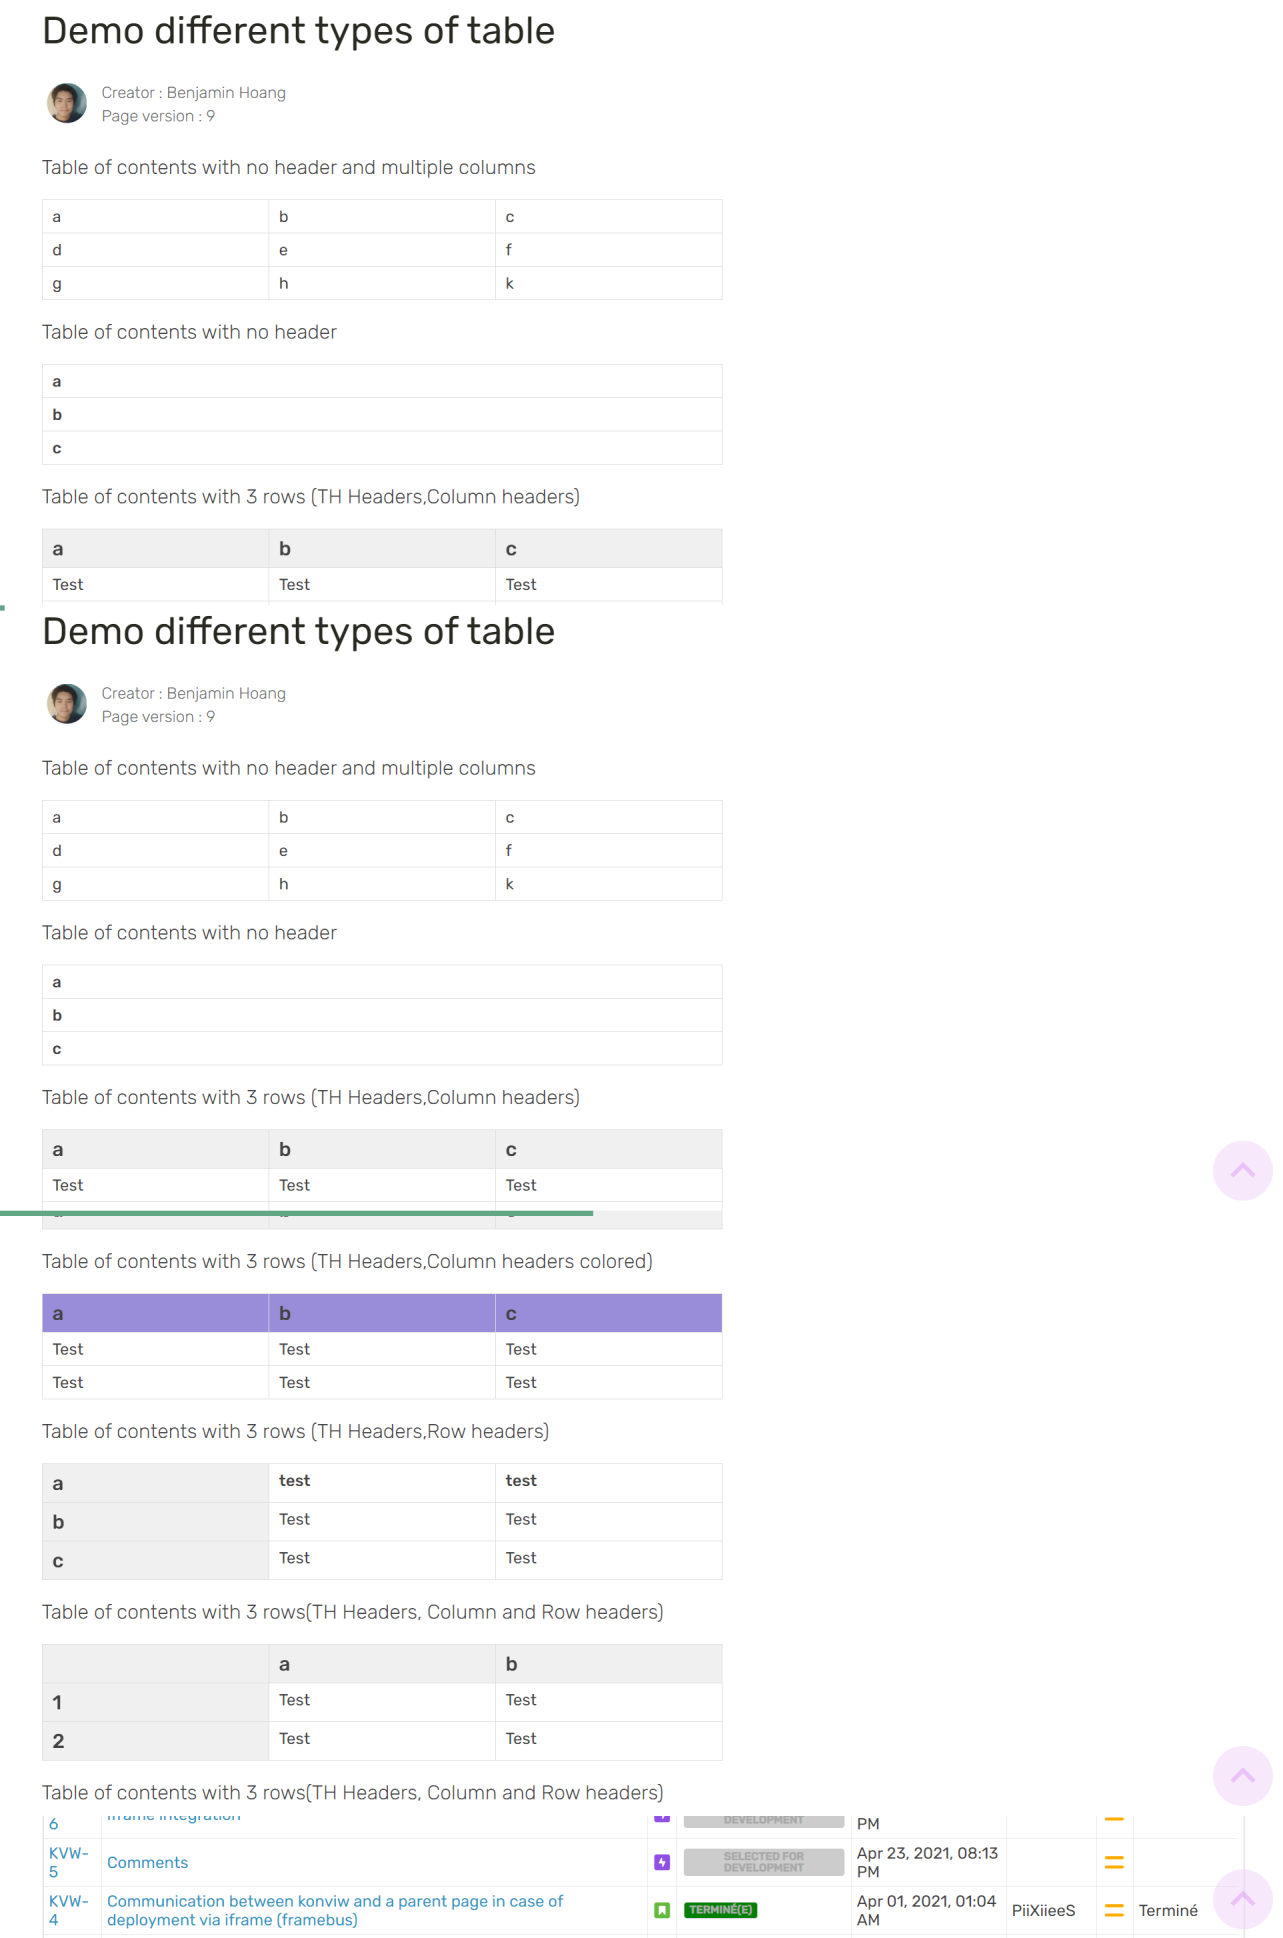 Demo different types of table
Creator : Benjamin Hoang
Page version : 9
Table of contents with no header and multiple columns
a b c
d e f
g h k
Table of contents with no header
a
b
c
Table of contents with 3 rows (TH Headers,Column headers)
a b c
Test Test Test
Demo different types of table
Creator : Benjamin Hoang
Page version : 9
Table of contents with no header and multiple columns
a b c
d e f
g h k
Table of contents with no header
a
b
c
Table of contents with 3 rows (TH Headers,Column headers)
a b c
Test Test Test
Table of contents with 3 rows (TH Headers,Column headers colored)
a b c
Test Test Test
Test Test Test
Table of contents with 3 rows (TH Headers,Row headers)
a test test
b Test Test
c Test Test
Table of contents with 3 rows(TH Headers, Column and Row headers)
a b
1 Test Test
2 Test Test
Table of contents with 3 rows(TH Headers, Column and Row headers)
6 integration DEVELOPMENT PM
KVW-
5
Comments
SELECTED FOR
DEVELOPMENT
Apr 23, 2021, 08:13
PM
KVW-
4
Communication between konviw and a parent page in case of
deployment via iframe (framebus)
TERMINÉ(E)
Apr 01, 2021, 01:04
AM
PiiXiieeS
Terminé